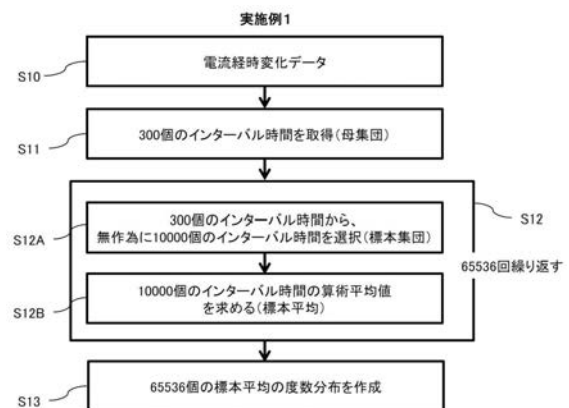 実施例1
S10
電流経時変化データ
S11
300個のインターバル時間を取得(母集団)
S12
S12A
300個のインターバル時間から、
無作為に10000個のインターバル時間を選択(標本集団)
65536回繰り返す
S12B
10000個のインターバル時間の算術平均値
を求める(標本平均)
S13
65536個の標本平均の度数分布を作成